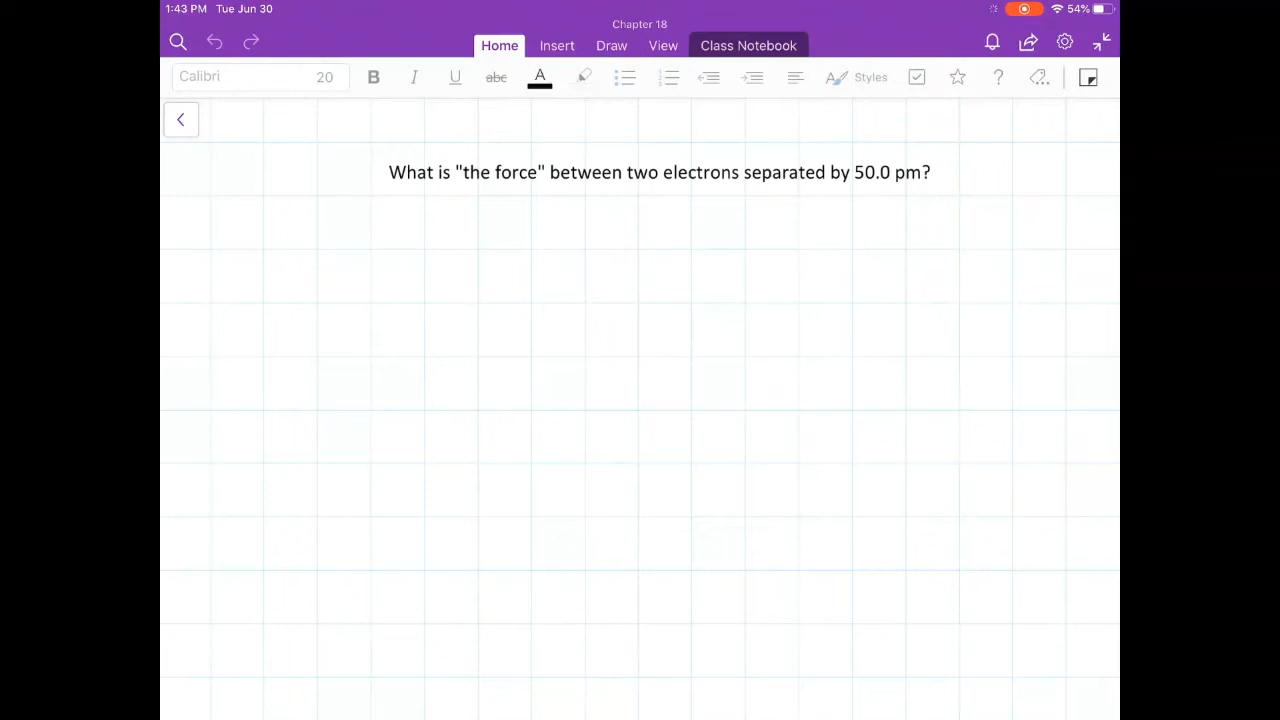 1:43 PM Tue Jun 30
54%
Chapter 18
Home Insert Draw View Class Notebook
Calibri 20 B I U abc A Styles ?
What is "the force" between two electrons separated by 50.0 pm?